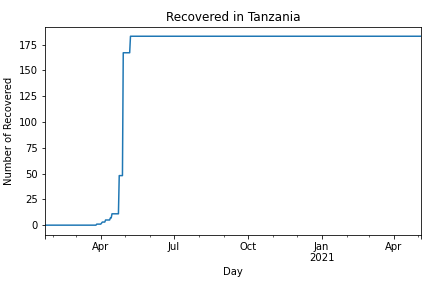 Recovered in Tanzania
175
150
125
100
75
50
25
0
Number of Recovered
Apr Jul Oct Jan Apr
2021
Day